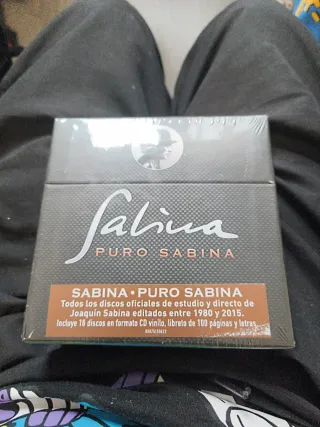 Sabina
PURO SABINA
SABINA • PURO SABINA
Todos los discos oficiales de estudio y directo de
Joaquín Sabina editados entre 1980 y 2015.
Incluye 18 discos en formato CD vinilo, libreto de 100 páginas y letras.